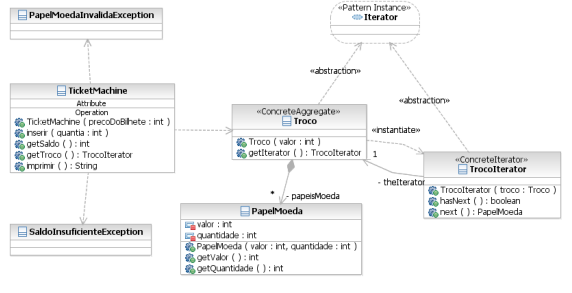 PapelMoedaInvalidaException
«Pattern Instance»
Iterator
TicketMachine
Attribute
Operation
TicketMachine ( precoDoBilhete : int )
inserir ( quantia : int )
getSaldo ( ) : int
getTroco ( ) : TrocoIterator
imprimir ( ) : String
«abstraction»
«abstraction»
«ConcreteAggregate»
Troco
Troco ( valor : int )
getIterator ( ) : TrocoIterator
«instantiate»
1
- theIterator
«ConcreteIterator»
TrocoIterator
TrocoIterator ( troco : Troco )
hasNext ( ) : boolean
next ( ) : PapelMoeda
*
- papeisMoeda
PapelMoeda
valor : int
quantidade : int
PapelMoeda ( valor : int, quantidade : int )
getValor ( ) : int
getQuantidade ( ) : int
SaldoInsuficienteException